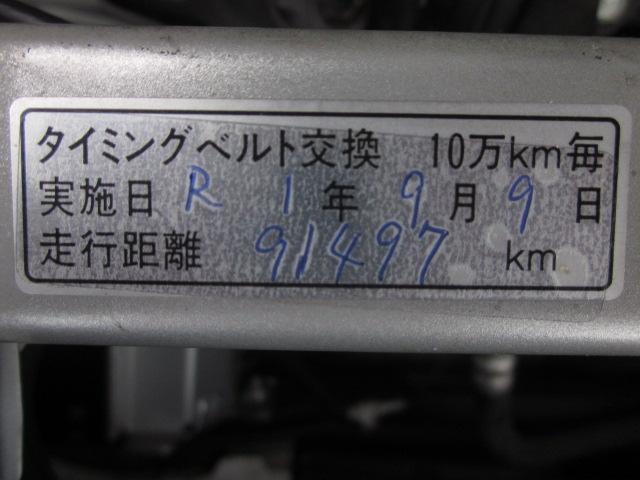 タイミングベルト交換 10万km毎
実施日 R 1 年 9 月 9 日
走行距離 91497 km